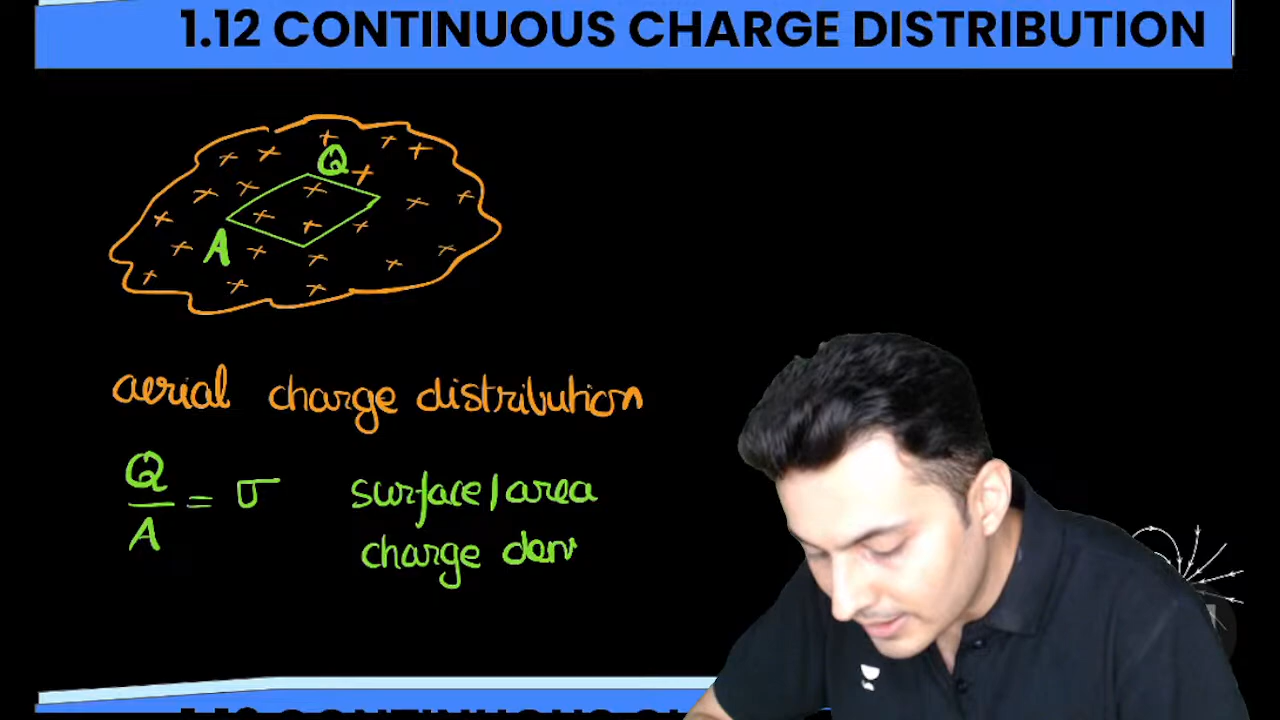 1.12 CONTINUOUS CHARGE DISTRIBUTION
Q
A
aerial charge distribution
Q/A = σ surface/area
charge den